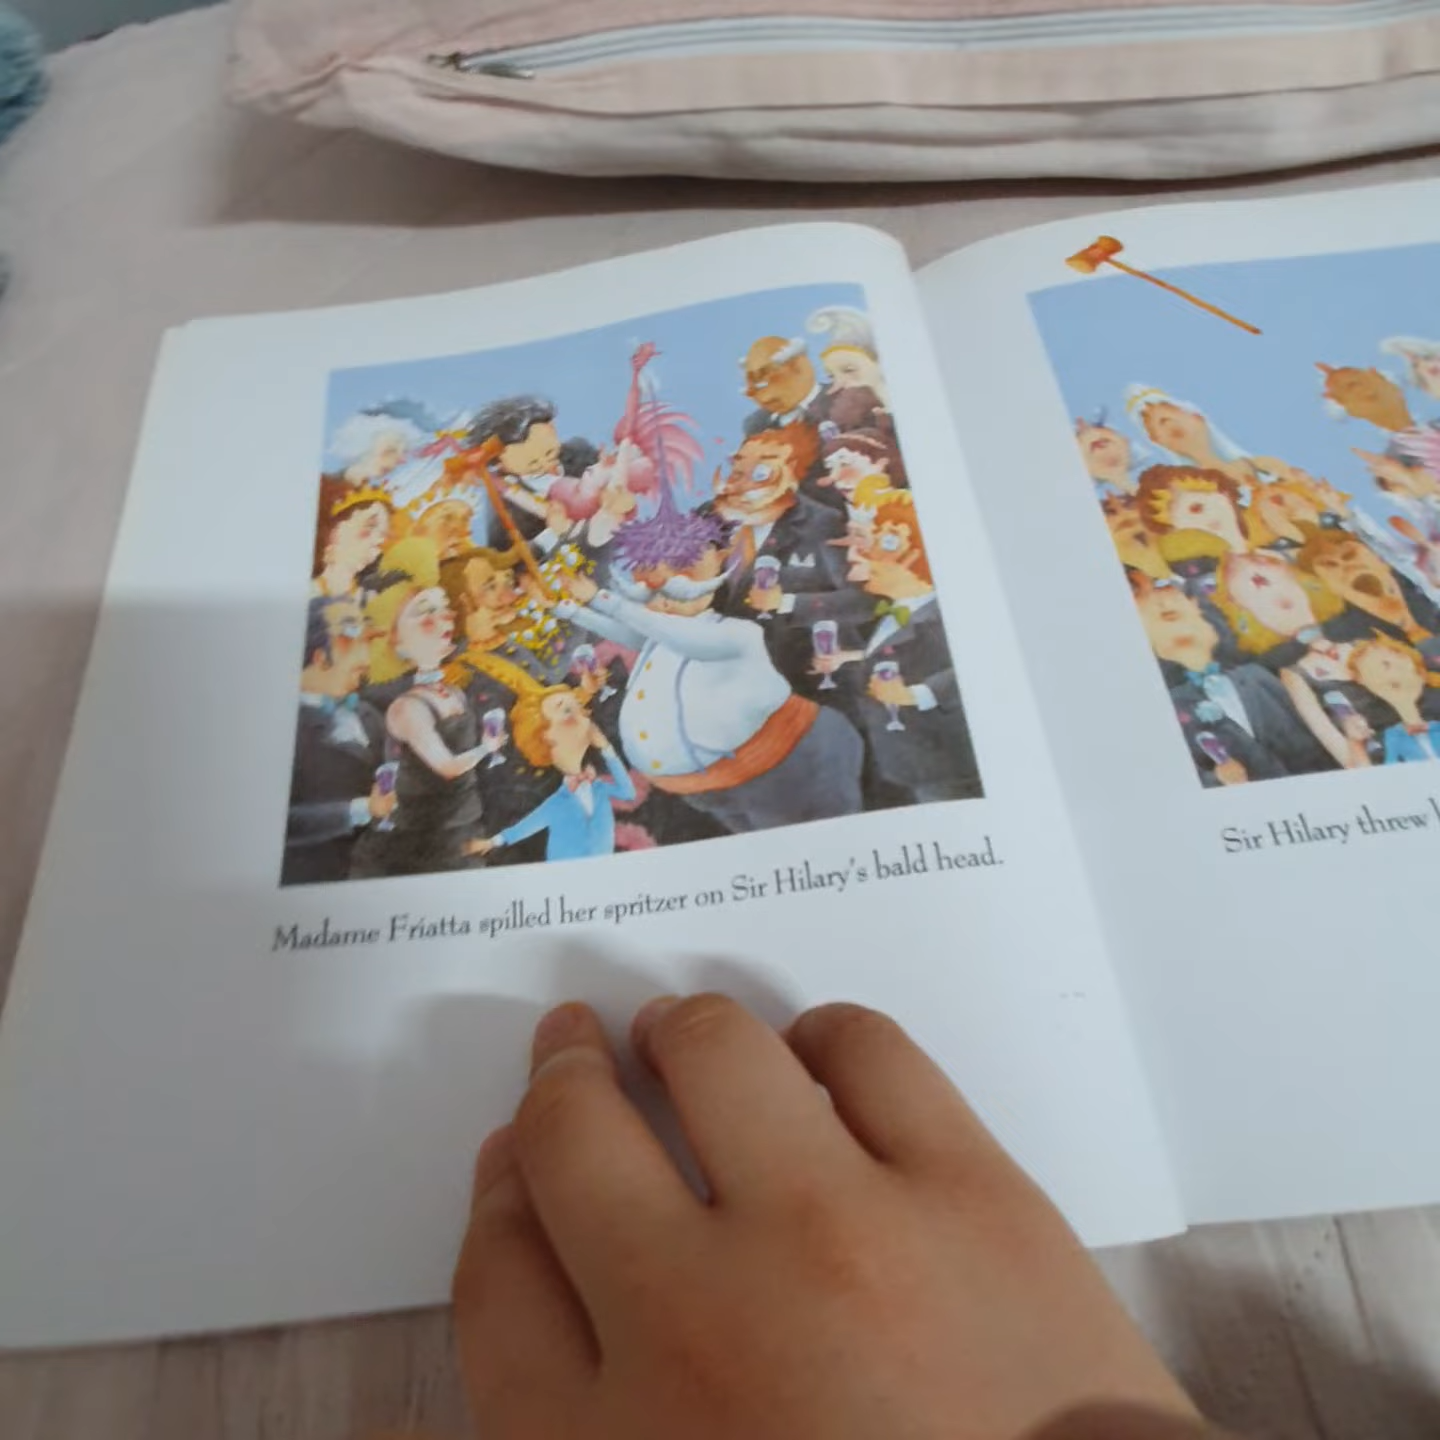 Madame Friatta spilled her spritzer on Sir Hilary's bald head.
Sir Hilary threw